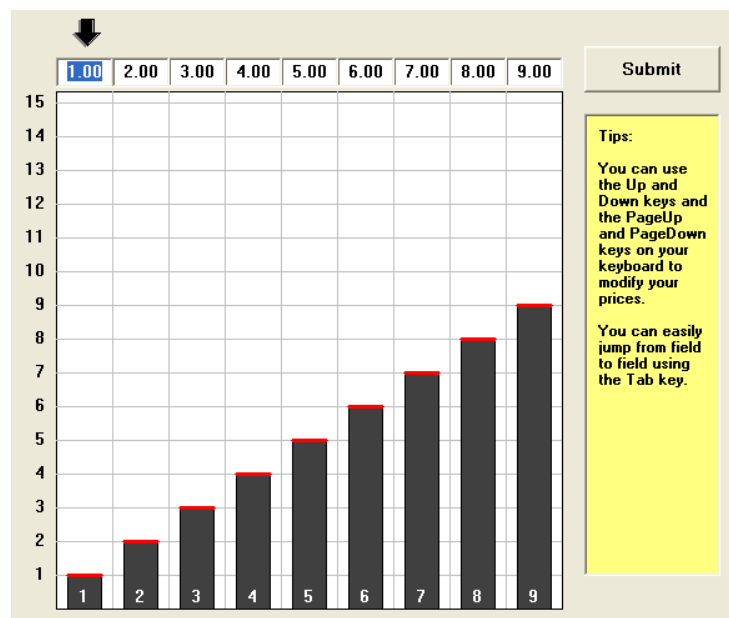 1.00 2.00 3.00 4.00 5.00 6.00 7.00 8.00 9.00
Submit
15
14
13
12
11
10
9
8
7
6
5
4
3
2
1
1 2 3 4 5 6 7 8 9
Tips:
You can use
the Up and
Down keys and
the PageUp
and PageDown
keys on your
keyboard to
modify your
prices.
You can easily
jump from field
to field using
the Tab key.